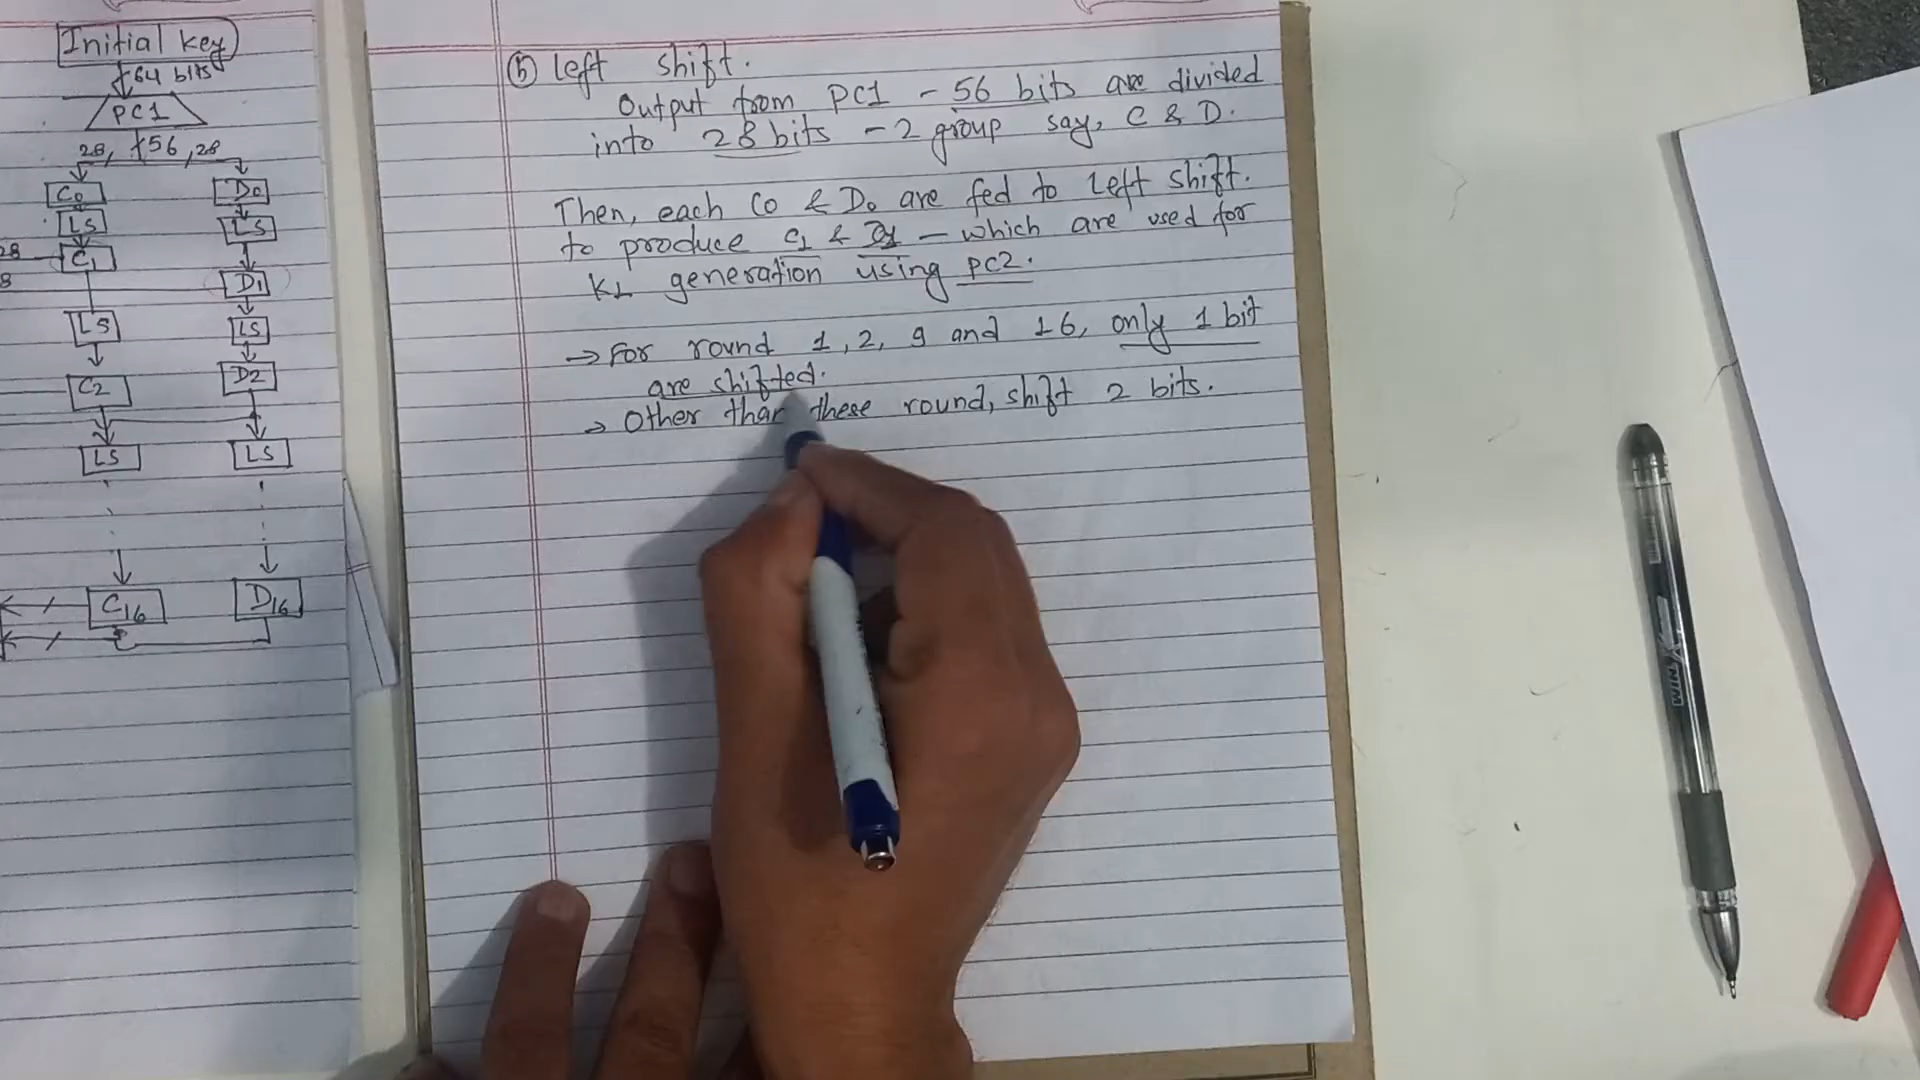 Initial key
64 bits
PC1
28, 56, 28
C0 D0
LS LS
28 C1
8 D1
LS LS
C2 D2
LS LS
C16 D16
⑤ left shift.
Output from PC1 - 56 bits are divided
into 28 bits - 2 group say, C & D.
Then, each C0 & D0 are fed to left shift.
to produce C1 & D1 - which are used for
K1 generation using PC2.
→ For round 1, 2, 9 and 16, only 1 bit
are shifted.
→ Other than these round, shift 2 bits.